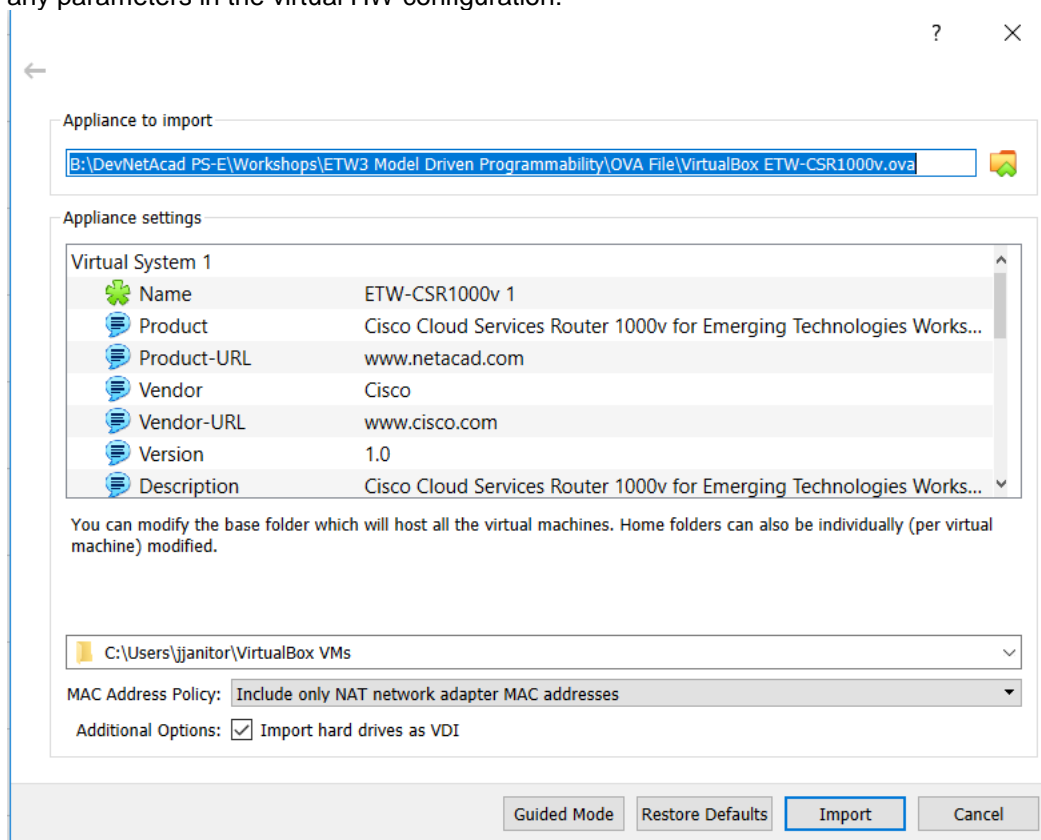 any parameters in the virtual HW configuration.
?
Appliance to import
B:\DevNetAcad PS-E\Workshops\ETW3 Model Driven Programmability\OVA File\VirtualBox ETW-CSR1000v.ova
Appliance settings
Virtual System 1
Name ETW-CSR1000v 1
Product Cisco Cloud Services Router 1000v for Emerging Technologies Works...
Product-URL www.netacad.com
Vendor Cisco
Vendor-URL www.cisco.com
Version 1.0
Description Cisco Cloud Services Router 1000v for Emerging Technologies Works...
You can modify the base folder which will host all the virtual machines. Home folders can also be individually (per virtual
machine) modified.
C:\Users\jjanitor\VirtualBox VMs
MAC Address Policy: Include only NAT network adapter MAC addresses
Additional Options: Import hard drives as VDI
Guided Mode Restore Defaults Import Cancel